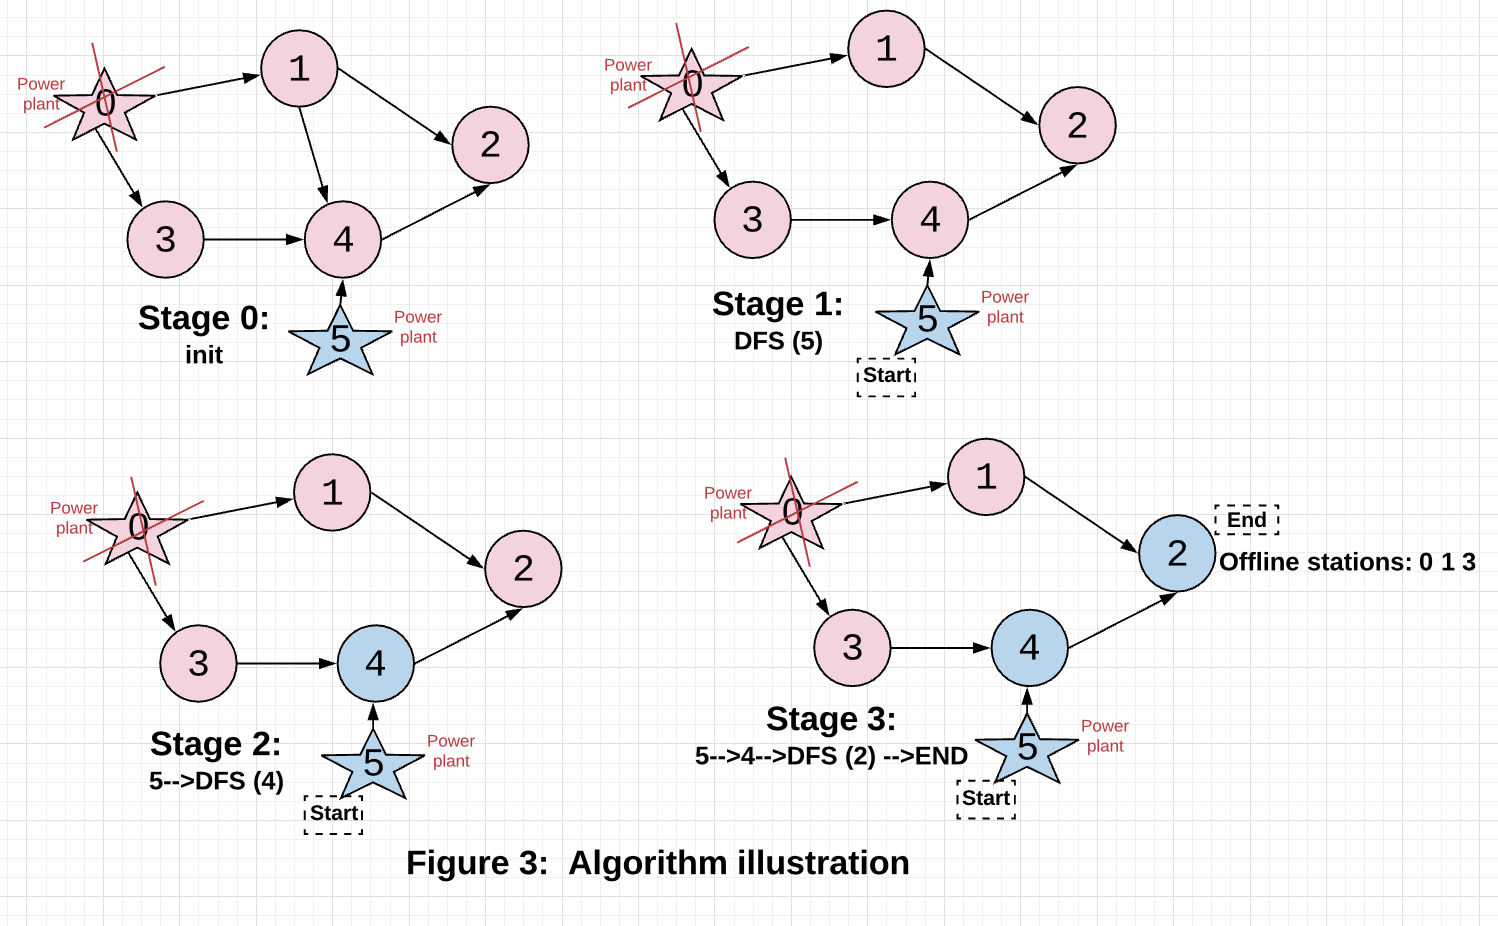 Power
plant
0
1
2
3
4
5
Power
plant
Stage 0:
init
Power
plant
0
1
2
3
4
5
Power
plant
Stage 1:
DFS (5)
Start
Power
plant
0
1
2
3
4
5
Power
plant
Stage 2:
5-->DFS (4)
Start
Power
plant
0
1
2
End
Offline stations: 0 1 3
3
4
5
Power
plant
Stage 3:
5-->4-->DFS (2) -->END
Start
Figure 3: Algorithm illustration